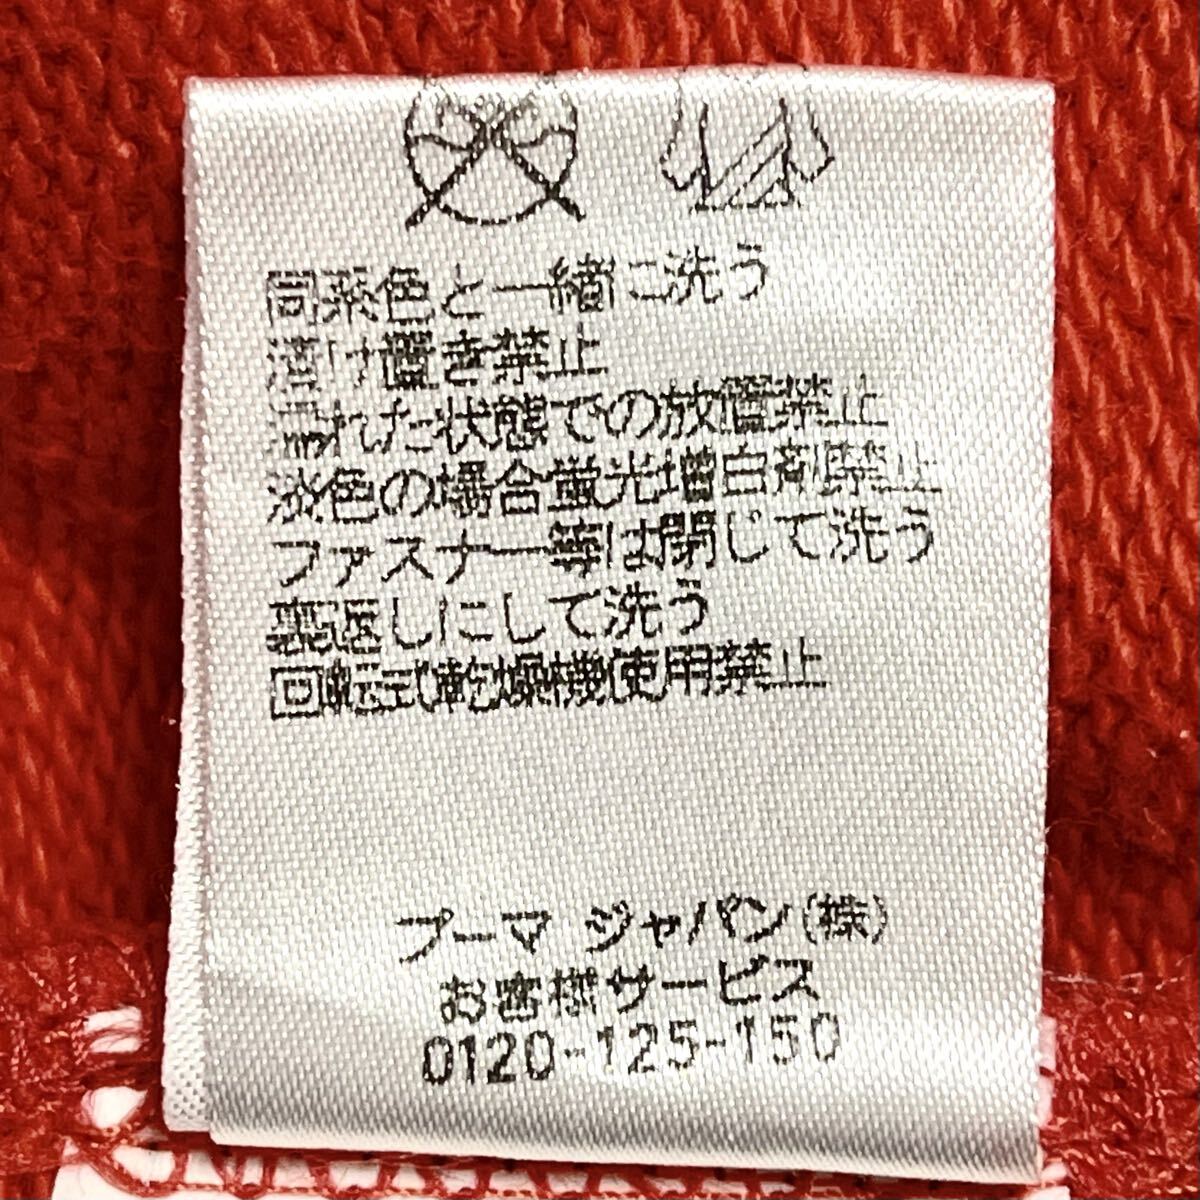 同系色と一緒に洗う
漬け置き禁止
濡れた状態での放置禁止
淡色の場合蛍光増白剤禁止
ファスナー等は閉じて洗う
裏返しにして洗う
回転式乾燥機使用禁止
プーマ ジャパン(株)
お客様サービス
0120-125-150